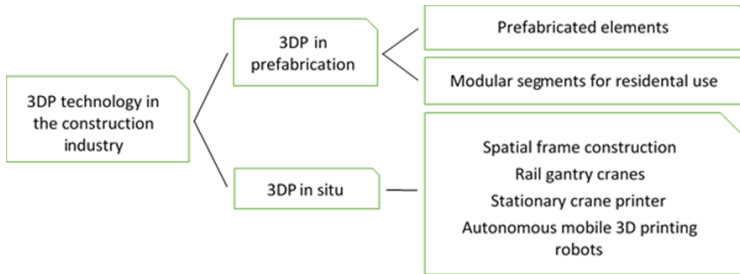 3DP technology in
the construction
industry
3DP in
prefabrication
Prefabricated elements
Modular segments for residental use
3DP in situ
Spatial frame construction
Rail gantry cranes
Stationary crane printer
Autonomous mobile 3D printing
robots